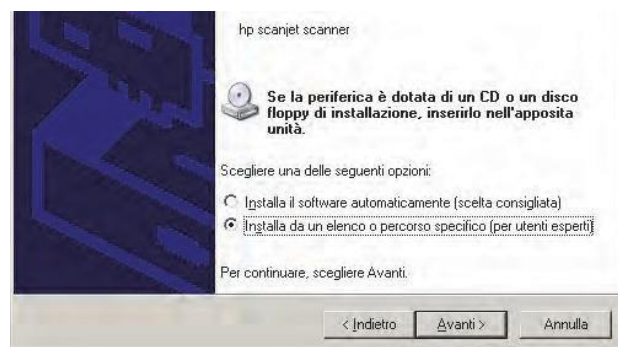 hp scanjet scanner
Se la periferica è dotata di un CD o un disco
floppy di installazione, inserirlo nell'apposita
unità.
Scegliere una delle seguenti opzioni:
Installa il software automaticamente (scelta consigliata)
Installa da un elenco o percorso specifico (per utenti esperti)
Per continuare, scegliere Avanti.
< Indietro
Avanti >
Annulla